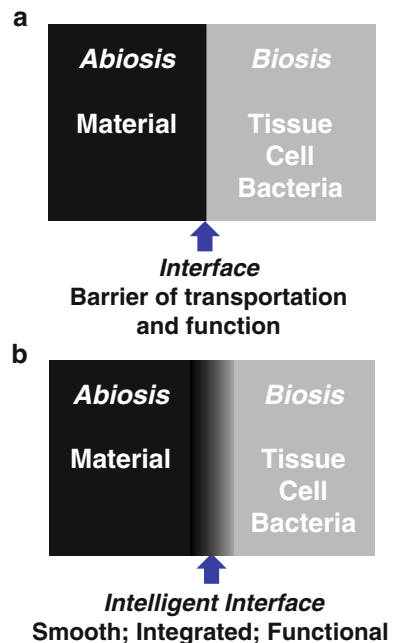 a
Abiosis Biosis
Material Tissue
Cell
Bacteria
Interface
Barrier of transportation
and function
b
Abiosis Biosis
Material Tissue
Cell
Bacteria
Intelligent Interface
Smooth; Integrated; Functional